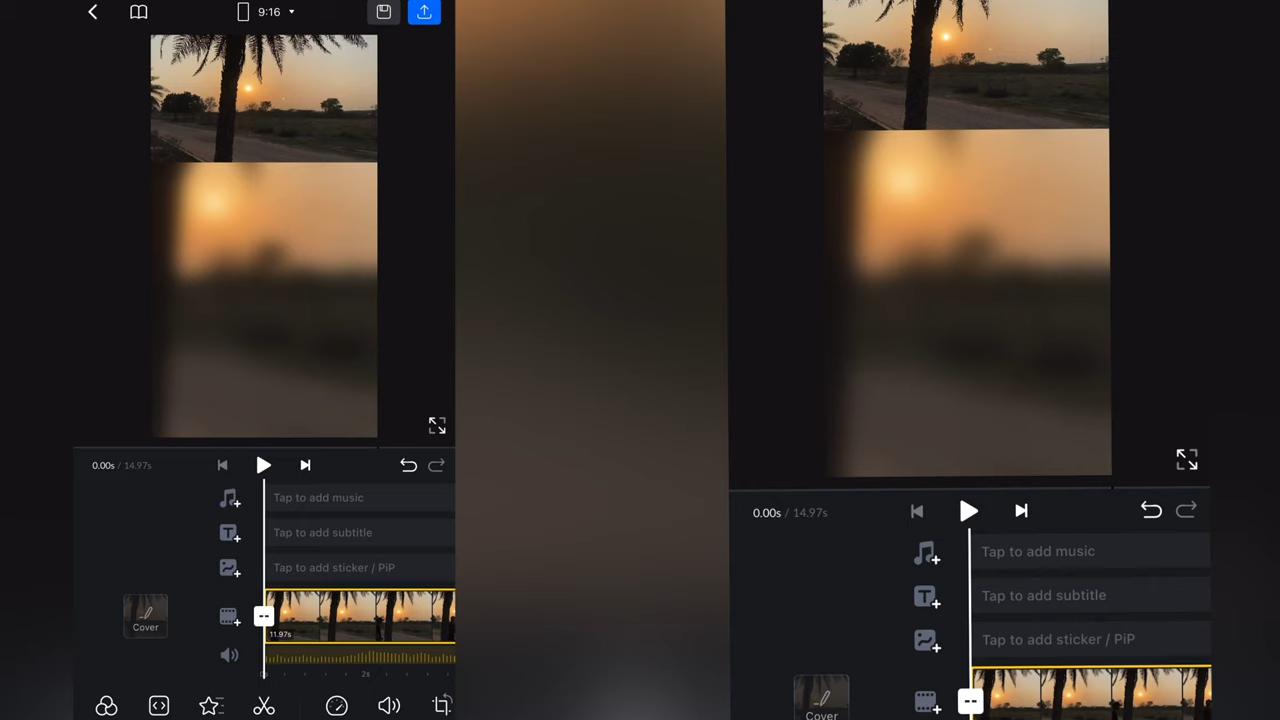 9:16
0.00s / 14.97s
Tap to add music
Tap to add subtitle
Tap to add sticker / PiP
Cover
11.97s
2s
0.00s / 14.97s
Tap to add music
Tap to add subtitle
Tap to add sticker / PiP
Cover